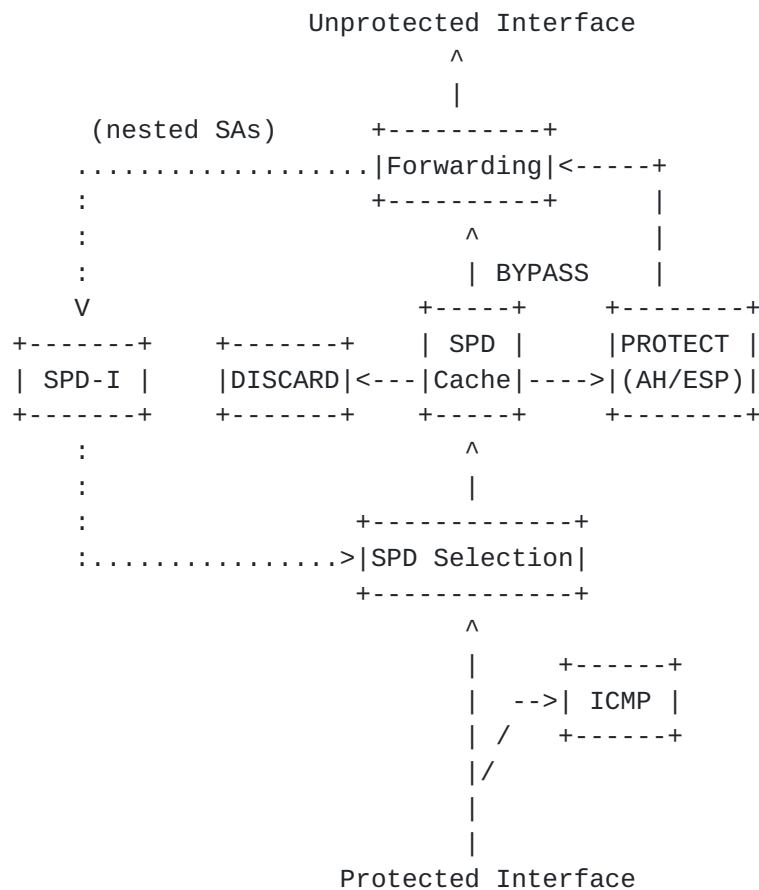 Unprotected Interface
^
|
(nested SAs)       +----------+
...................|Forwarding|<-----+
:                  +----------+      |
:                        ^           |
:                        | BYPASS    |
V                     +-----+     +--------+
+-------+    +-------+    | SPD |     |PROTECT |
| SPD-I |    |DISCARD|<---|Cache|---->|(AH/ESP)|
+-------+    +-------+    +-----+     +--------+
:                        ^
:                        |
:                 +-------------+
:................>|SPD Selection|
+-------------+
^
|     +------+
|  -->| ICMP |
| /   +------+
|/
|
|
Protected Interface